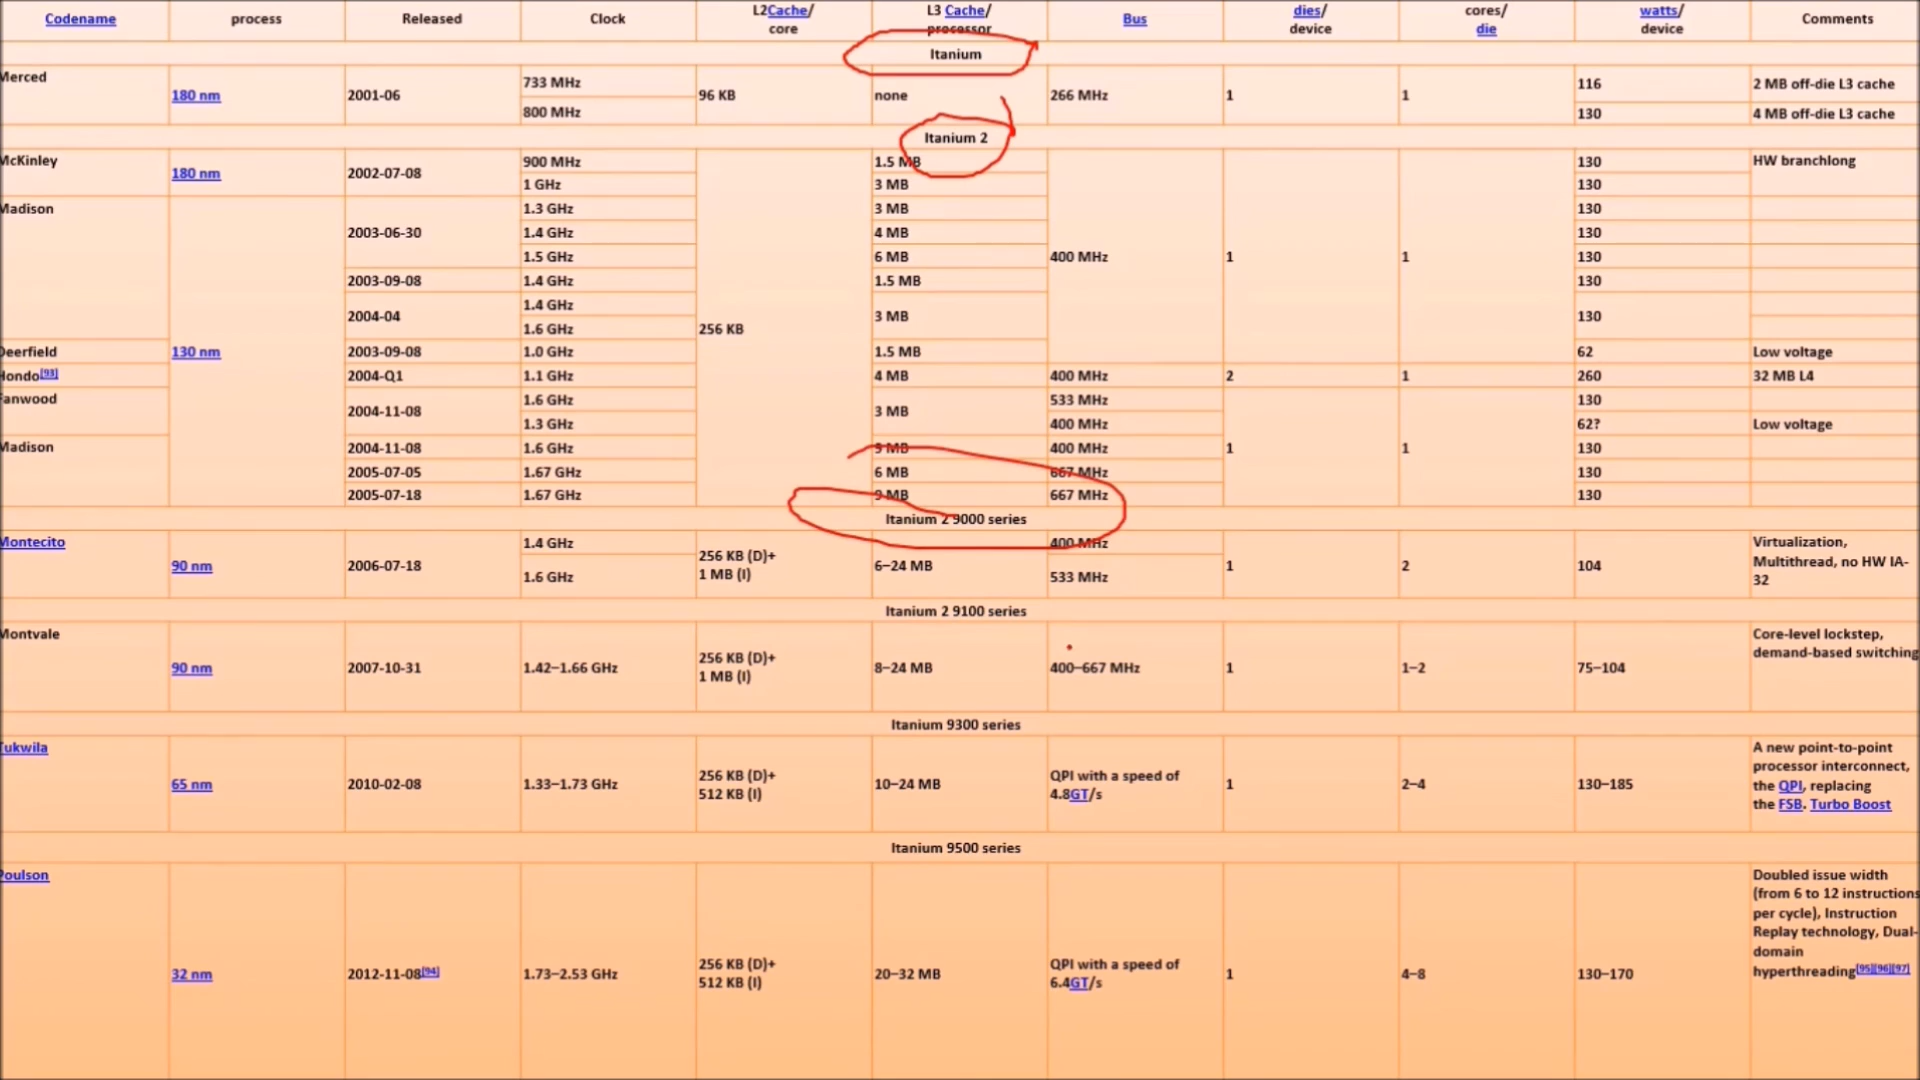 Codename process Released Clock L2Cache/ core L3 Cache/ processor Bus dies/ device cores/ die watts/ device Comments
Itanium
Merced 180 nm 2001-06 733 MHz 96 KB none 266 MHz 1 1 116 2 MB off-die L3 cache
800 MHz 130 4 MB off-die L3 cache
Itanium 2
McKinley 180 nm 2002-07-08 900 MHz 256 KB 1.5 MB 400 MHz 1 1 130 HW branchlong
1 GHz 3 MB 130
Madison 130 nm 2003-06-30 1.3 GHz 3 MB 130
1.4 GHz 4 MB 130
1.5 GHz 6 MB 130
2003-09-08 1.4 GHz 1.5 MB 130
2004-04 1.4 GHz 3 MB 130
1.6 GHz
Deerfield 2003-09-08 1.0 GHz 1.5 MB 62 Low voltage
Hondo[93] 2004-Q1 1.1 GHz 4 MB 400 MHz 2 1 260 32 MB L4
Fanwood 2004-11-08 1.6 GHz 3 MB 533 MHz 1 1 130
1.3 GHz 400 MHz 62? Low voltage
Madison 2004-11-08 1.6 GHz 9 MB 400 MHz 130
2005-07-05 1.67 GHz 6 MB 667 MHz 130
2005-07-18 1.67 GHz 9 MB 667 MHz 130
Itanium 2 9000 series
Montecito 90 nm 2006-07-18 1.4 GHz 256 KB (D)+ 1 MB (I) 6–24 MB 400 MHz 1 2 104 Virtualization, Multithread, no HW IA-32
1.6 GHz 533 MHz
Itanium 2 9100 series
Montvale 90 nm 2007-10-31 1.42–1.66 GHz 256 KB (D)+ 1 MB (I) 8–24 MB 400–667 MHz 1 1–2 75–104 Core-level lockstep, demand-based switching
Itanium 9300 series
Tukwila 65 nm 2010-02-08 1.33–1.73 GHz 256 KB (D)+ 512 KB (I) 10–24 MB QPI with a speed of 4.8GT/s 1 2–4 130–185 A new point-to-point processor interconnect, the QPI, replacing the FSB. Turbo Boost
Itanium 9500 series
Poulson 32 nm 2012-11-08[94] 1.73–2.53 GHz 256 KB (D)+ 512 KB (I) 20–32 MB QPI with a speed of 6.4GT/s 1 4–8 130–170 Doubled issue width (from 6 to 12 instructions per cycle), Instruction Replay technology, Dual-domain hyperthreading[95][96][97]